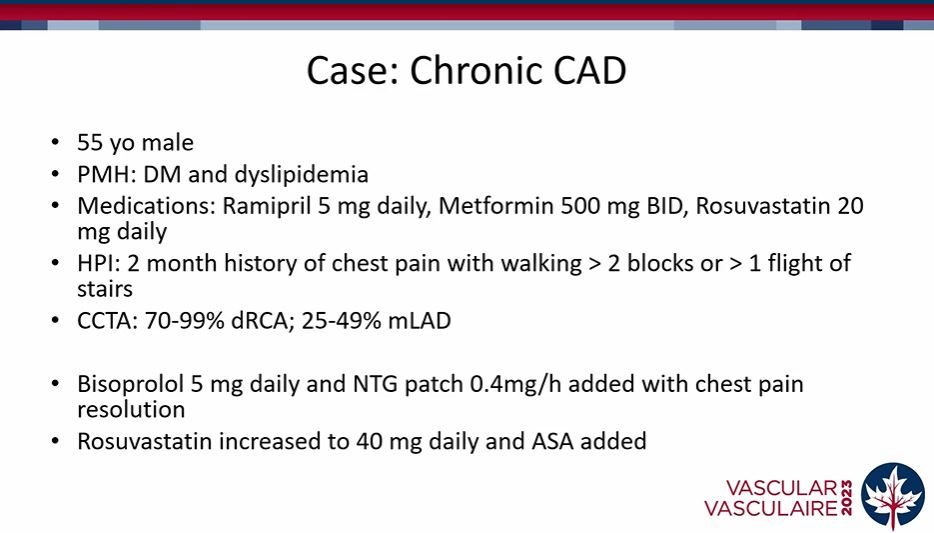 Case: Chronic CAD
• 55 yo male
• PMH: DM and dyslipidemia
• Medications: Ramipril 5 mg daily, Metformin 500 mg BID, Rosuvastatin 20
mg daily
• HPI: 2 month history of chest pain with walking > 2 blocks or > 1 flight of
stairs
• CCTA: 70-99% dRCA; 25-49% mLAD
• Bisoprolol 5 mg daily and NTG patch 0.4mg/h added with chest pain
resolution
• Rosuvastatin increased to 40 mg daily and ASA added
VASCULAR
VASCULAIRE
2023